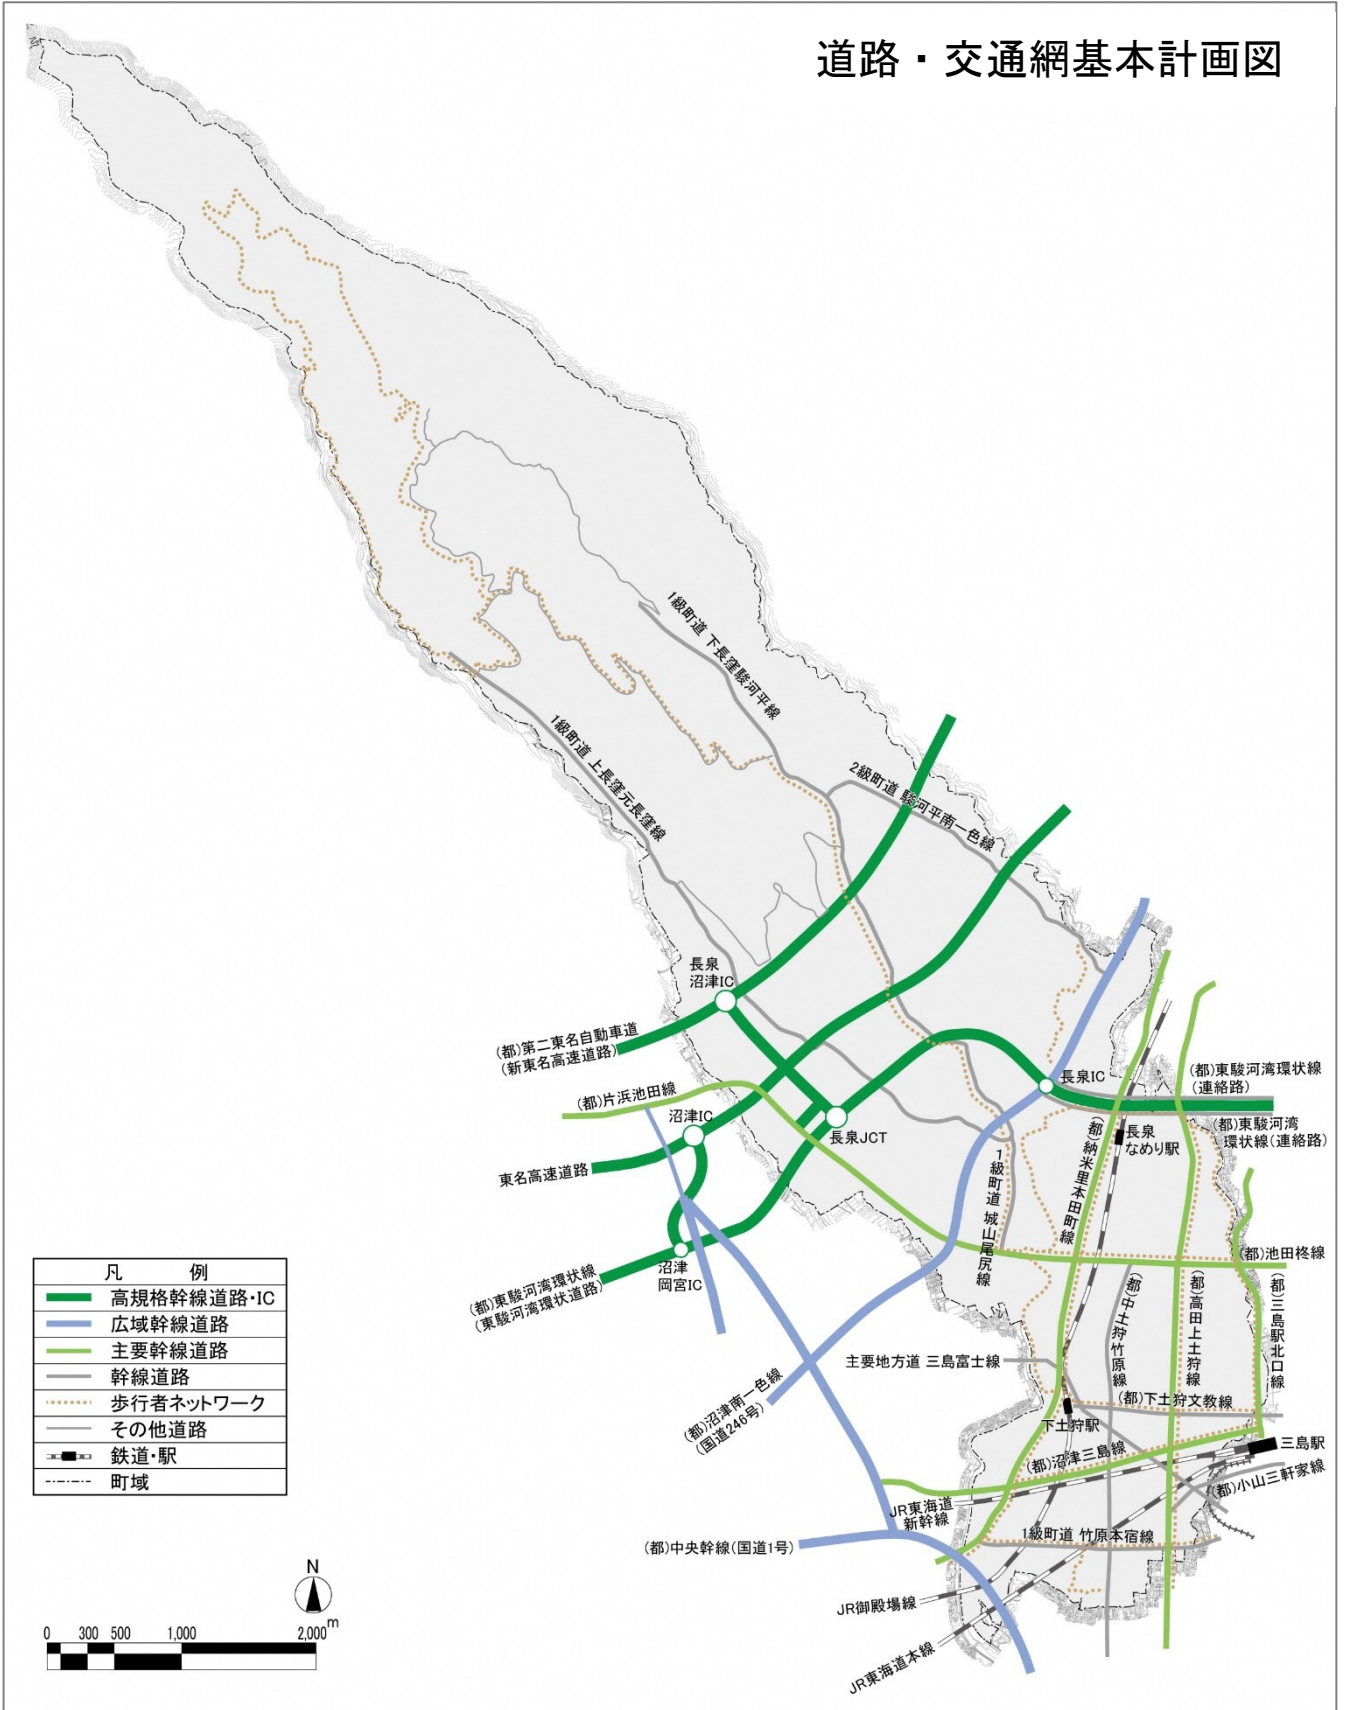 道路・交通網基本計画図
1級町道 下長窪駿河平線
1級町道 上長窪元長窪線
2級町道 駿河平南一色線
長泉
沼津IC
(都)第二東名自動車道
(新東名高速道路)
(都)片浜池田線
沼津IC
長泉JCT
長泉IC
(都)東駿河湾環状線
(連絡路)
(都)東駿河湾
環状線(連絡路)
長泉
なめり駅
東名高速道路
(都)納米里本田町線
1級町道 城山尾尻線
沼津
岡宮IC
(都)東駿河湾環状線
(東駿河湾環状道路)
(都)池田柊線
(都)中土狩竹原線
(都)高田上土狩線
(都)三島駅北口線
主要地方道 三島富士線
(都)沼津南一色線
(国道246号)
(都)下土狩文教線
下土狩駅
三島駅
(都)沼津三島線
(都)小山三軒家線
JR東海道
新幹線
1級町道 竹原本宿線
(都)中央幹線(国道1号)
JR御殿場線
JR東海道本線
凡 例
高規格幹線道路・IC
広域幹線道路
主要幹線道路
幹線道路
歩行者ネットワーク
その他道路
鉄道・駅
町域
N
0 300 500 1,000 2,000 m